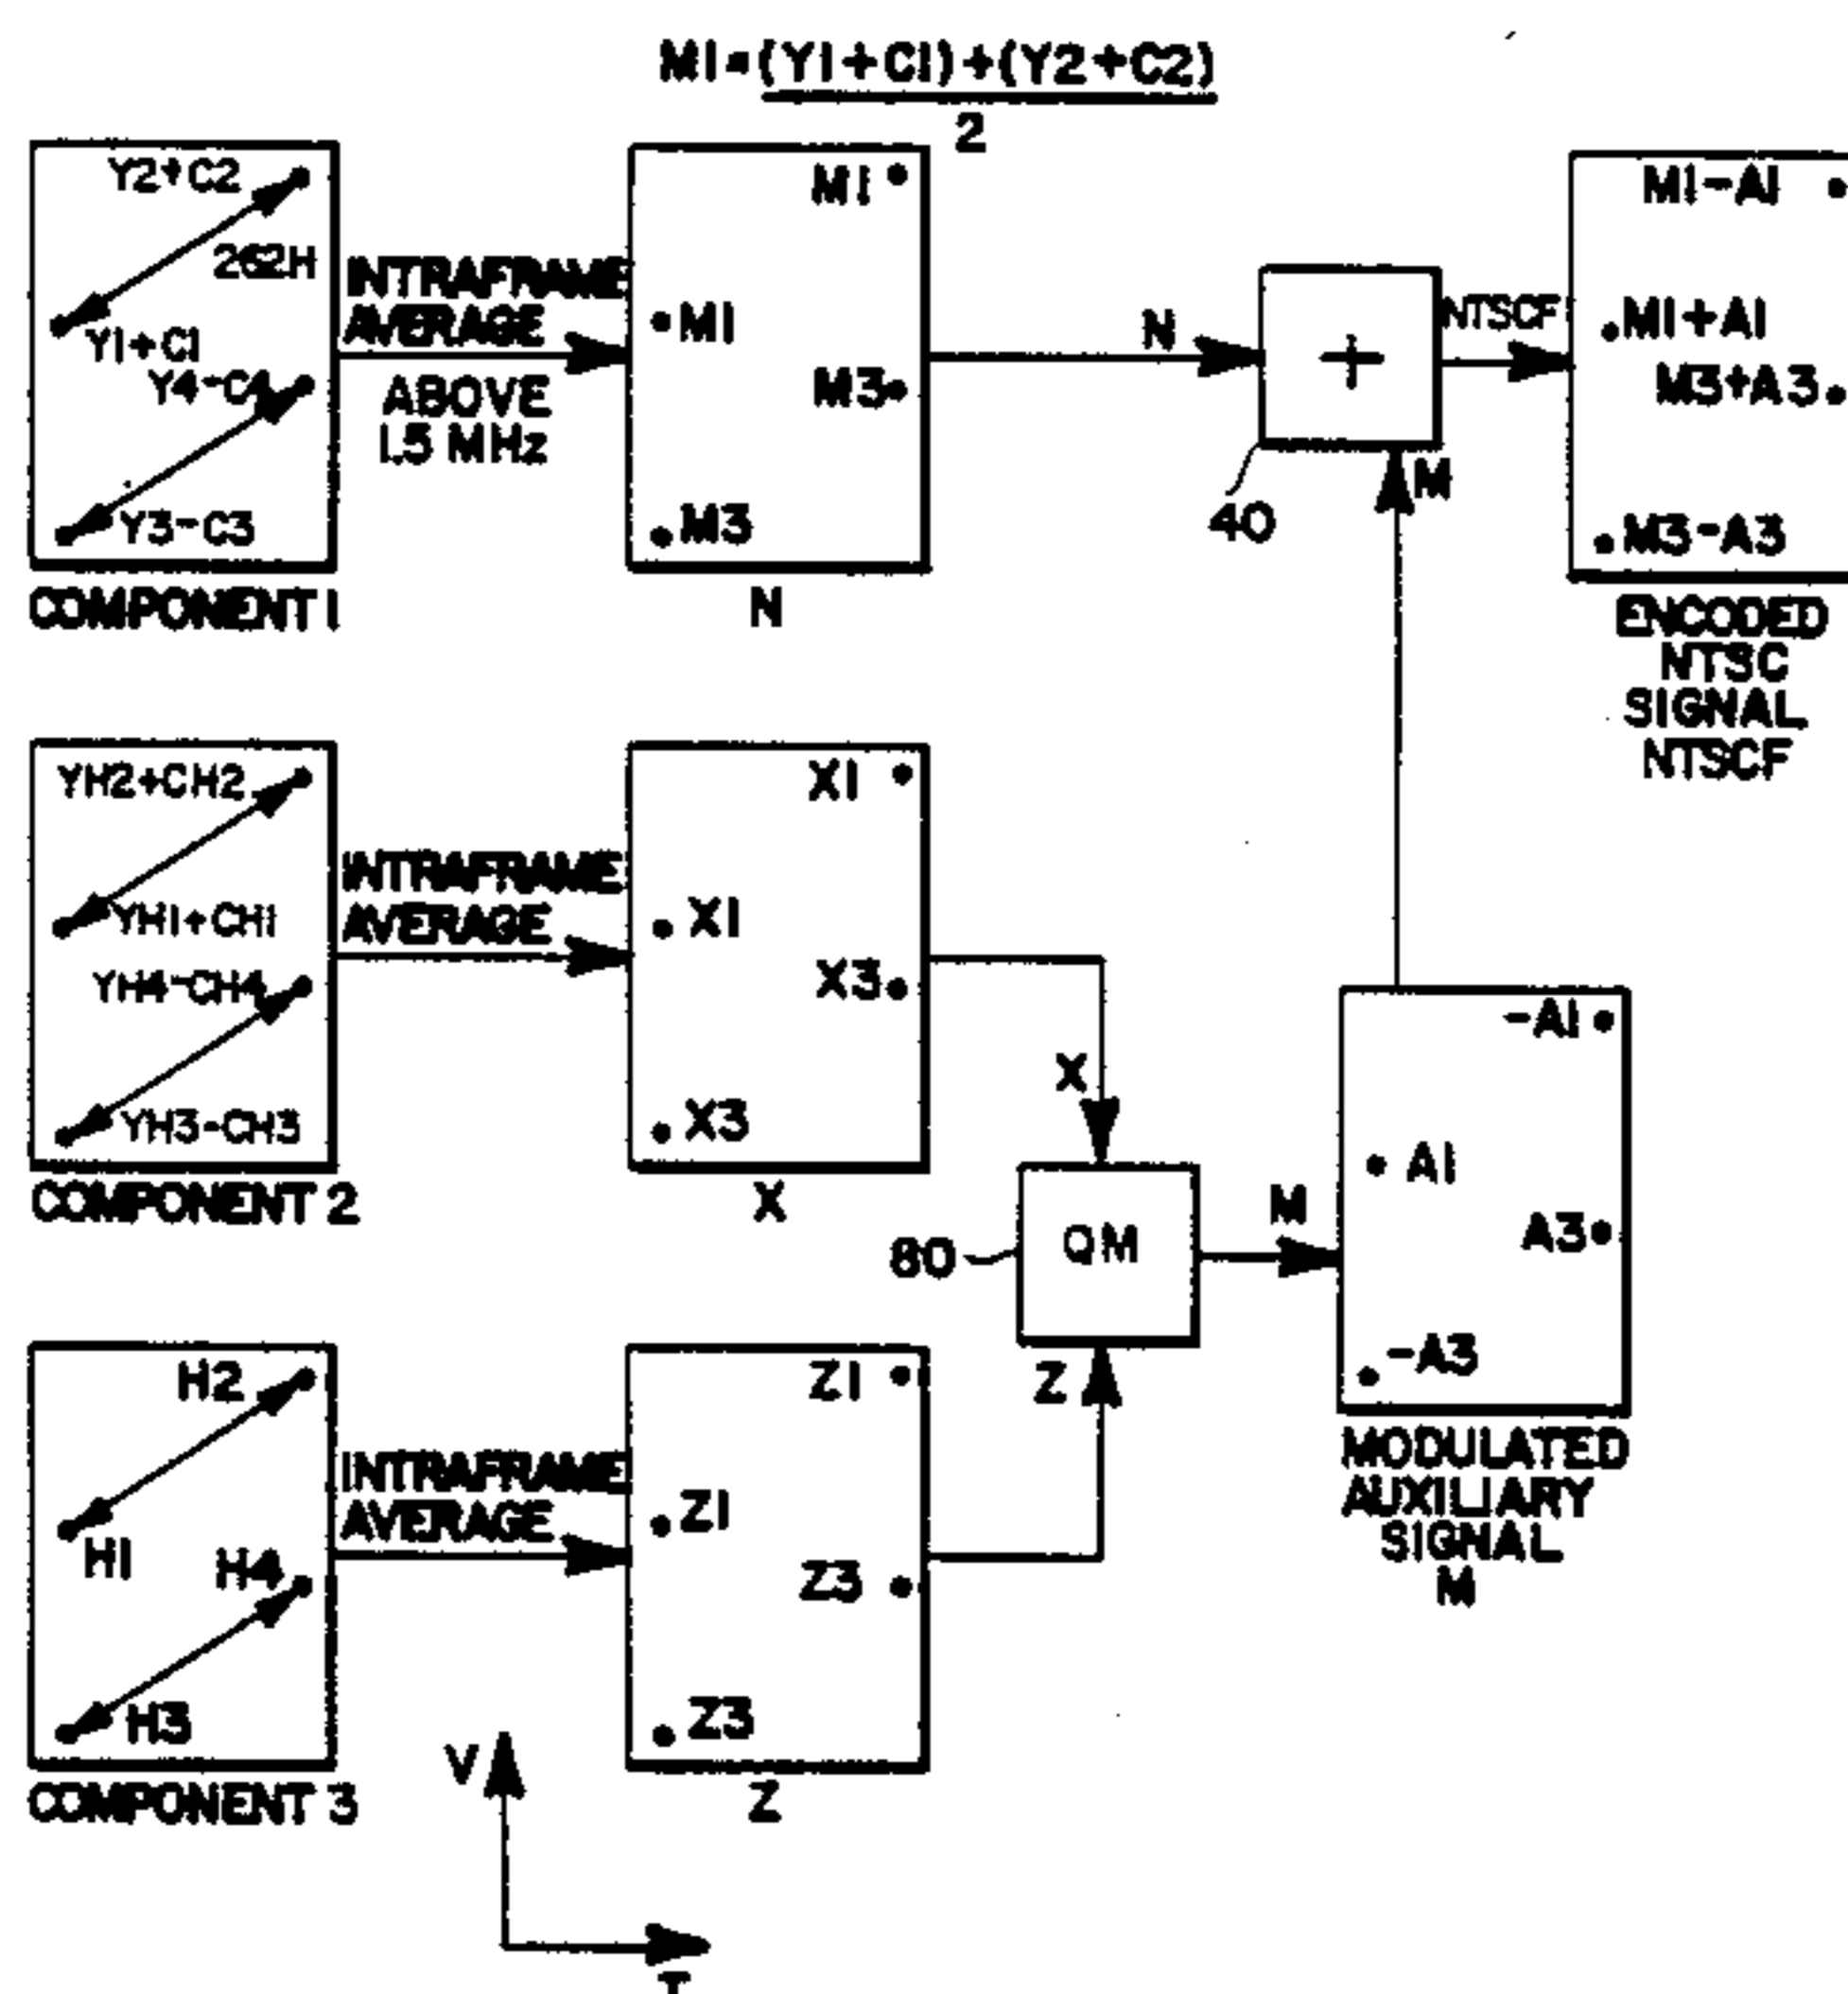 M1=(Y1+C1)+(Y2+C2)
2
Y2+C2
262H
Y1+C1
Y4-C4
Y3-C3
COMPONENT 1
INTRAFRAME
AVERAGE
ABOVE
1.5 MHz
M1
M1
M3
M3
N
N
+
40
M
NTSCF
M1-A1
M1+A1
M3+A3
M3-A3
ENCODED
NTSC
SIGNAL
NTSCF
YH2+CH2
YH1+CH1
YH4-CH4
YH3-CH3
COMPONENT 2
INTRAFRAME
AVERAGE
X1
X1
X3
X3
X
X
QM
80
M
-A1
A1
A3
-A3
MODULATED
AUXILIARY
SIGNAL
M
H2
H1
H4
H3
COMPONENT 3
INTRAFRAME
AVERAGE
Z1
Z1
Z3
Z3
Z
Z
V
T